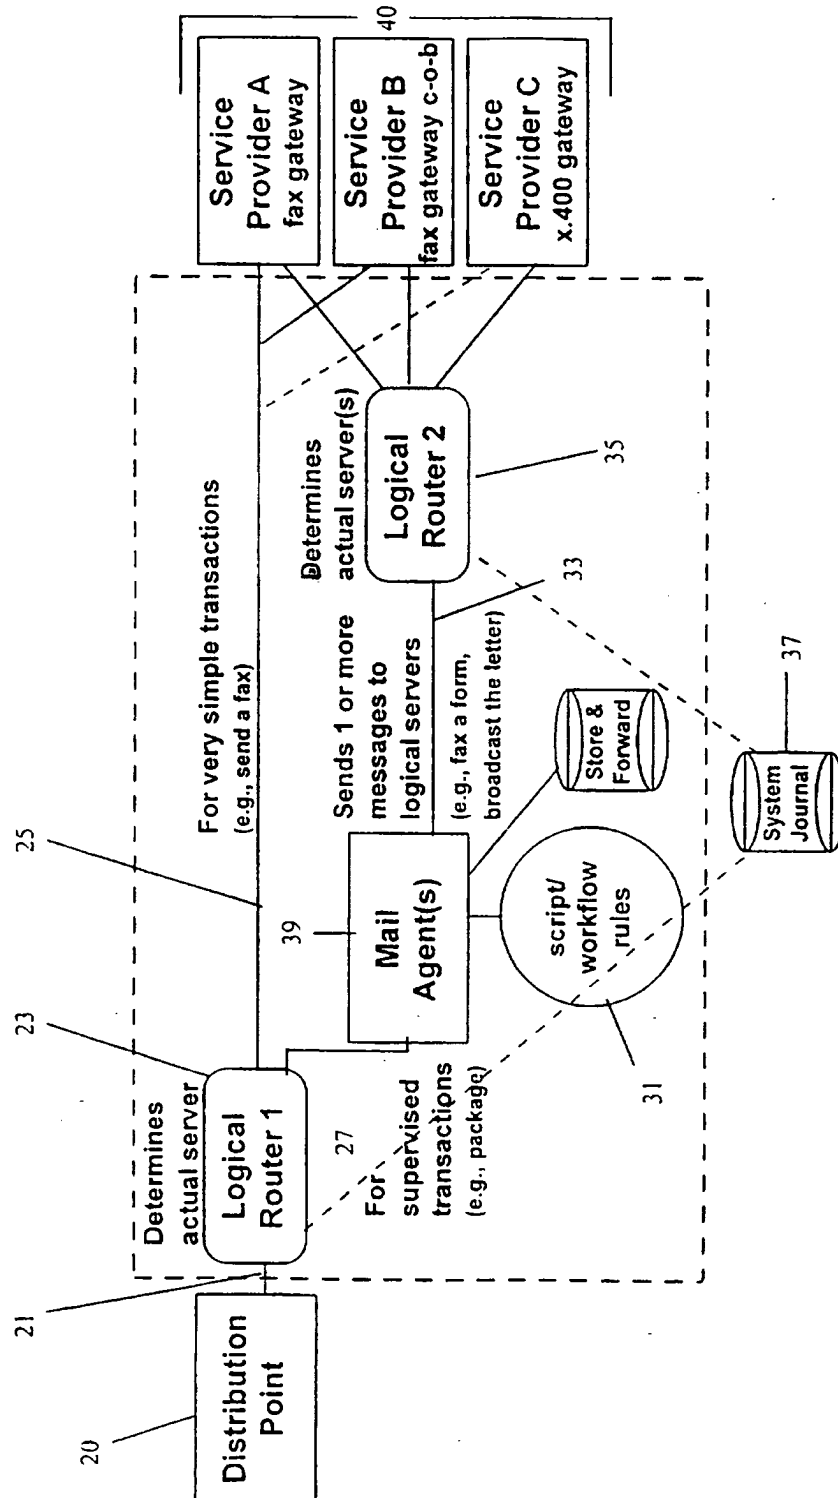 20
Distribution
Point
21
Determines
actual server
23
Logical
Router 1
25
For very simple transactions
(e.g., send a fax)
27
For
supervised
transactions
(e.g., package)
39
Mail
Agent(s)
31
script/
workflow
rules
Store &
Forward
Sends 1 or more
messages to
logical servers
(e.g., fax a form,
broadcast the letter)
33
Determines
actual server(s)
Logical
Router 2
35
System
Journal
37
Service
Provider A
fax gateway
Service
Provider B
fax gateway c-o-b
Service
Provider C
x.400 gateway
40